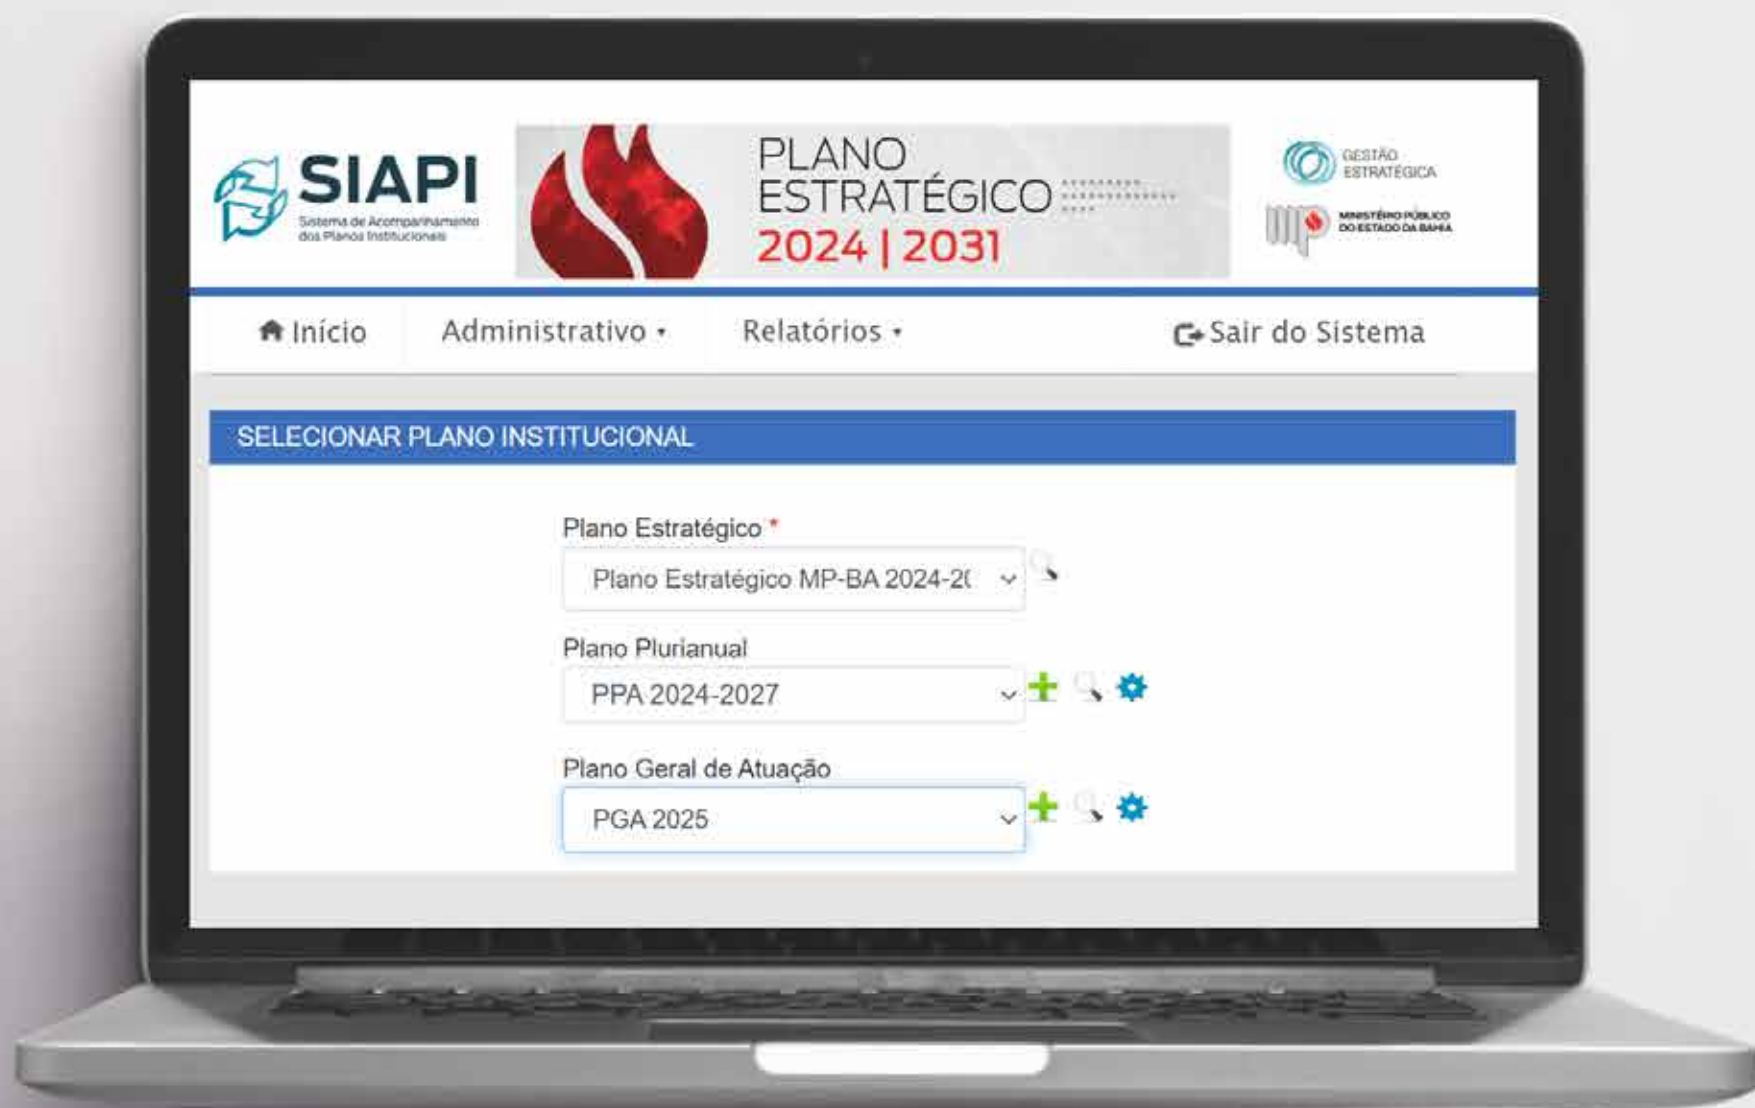 SIAPI
Sistema de Acompanhamento
dos Planos Institucionais
PLANO
ESTRATÉGICO
2024 | 2031
GESTÃO
ESTRATÉGICA
mp
MINISTÉRIO PÚBLICO
DO ESTADO DA BAHIA
Início
Administrativo
Relatórios
Sair do Sistema
SELECIONAR PLANO INSTITUCIONAL
Plano Estratégico *
Plano Estratégico MP-BA 2024-20
Plano Plurianual
PPA 2024-2027
Plano Geral de Atuação
PGA 2025